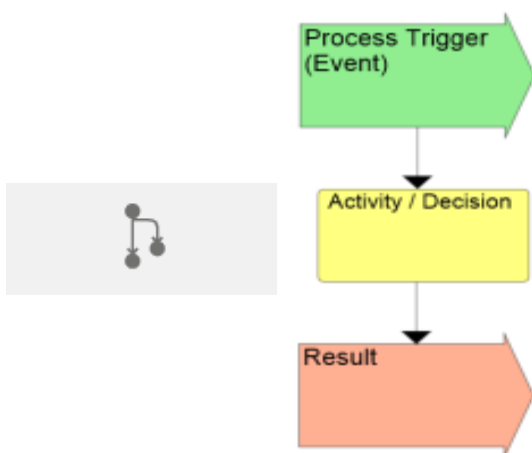 Process Trigger
(Event)
Activity / Decision
Result